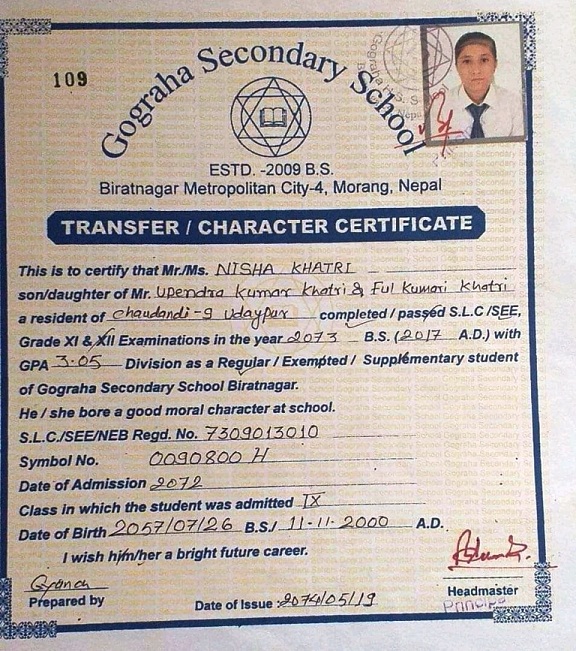 109
Gograha Secondary School
ESTD. -2009 B.S.
Biratnagar Metropolitan City-4, Morang, Nepal
TRANSFER / CHARACTER CERTIFICATE
This is to certify that Mr./Ms. NISHA KHATRI
son/daughter of Mr. Upendra Kumar Khatri & Ful Kumari Khatri
a resident of Chaudandi-9 Udaypur completed / passed S.L.C /SEE,
Grade XI & XII Examinations in the year 2073 B.S. (2017 A.D.) with
GPA 3.05 Division as a Regular / Exempted / Supplementary student
of Gograha Secondary School Biratnagar.
He / she bore a good moral character at school.
S.L.C./SEE/NEB Regd. No. 7309013010
Symbol No. 0090800 H
Date of Admission 2072
Class in which the student was admitted IX
Date of Birth 2057/07/26 B.S./ 11-11-2000 A.D.
I wish him/her a bright future career.
Prepared by
Date of Issue :2074/05/19
Headmaster
Principal